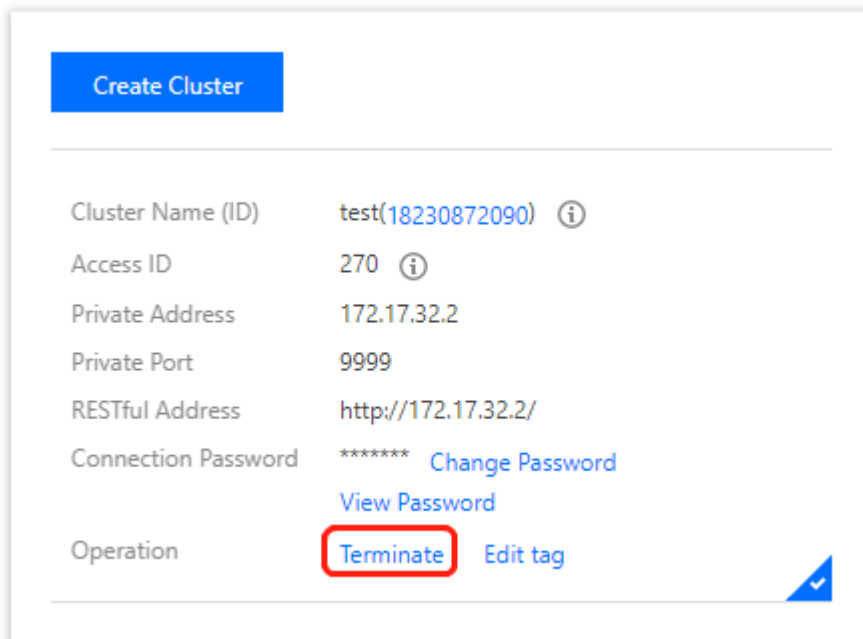 Create Cluster
Cluster Name (ID) test(18230872090)
Access ID 270
Private Address 172.17.32.2
Private Port 9999
RESTful Address http://172.17.32.2/
Connection Password ******* Change Password
View Password
Operation Terminate Edit tag